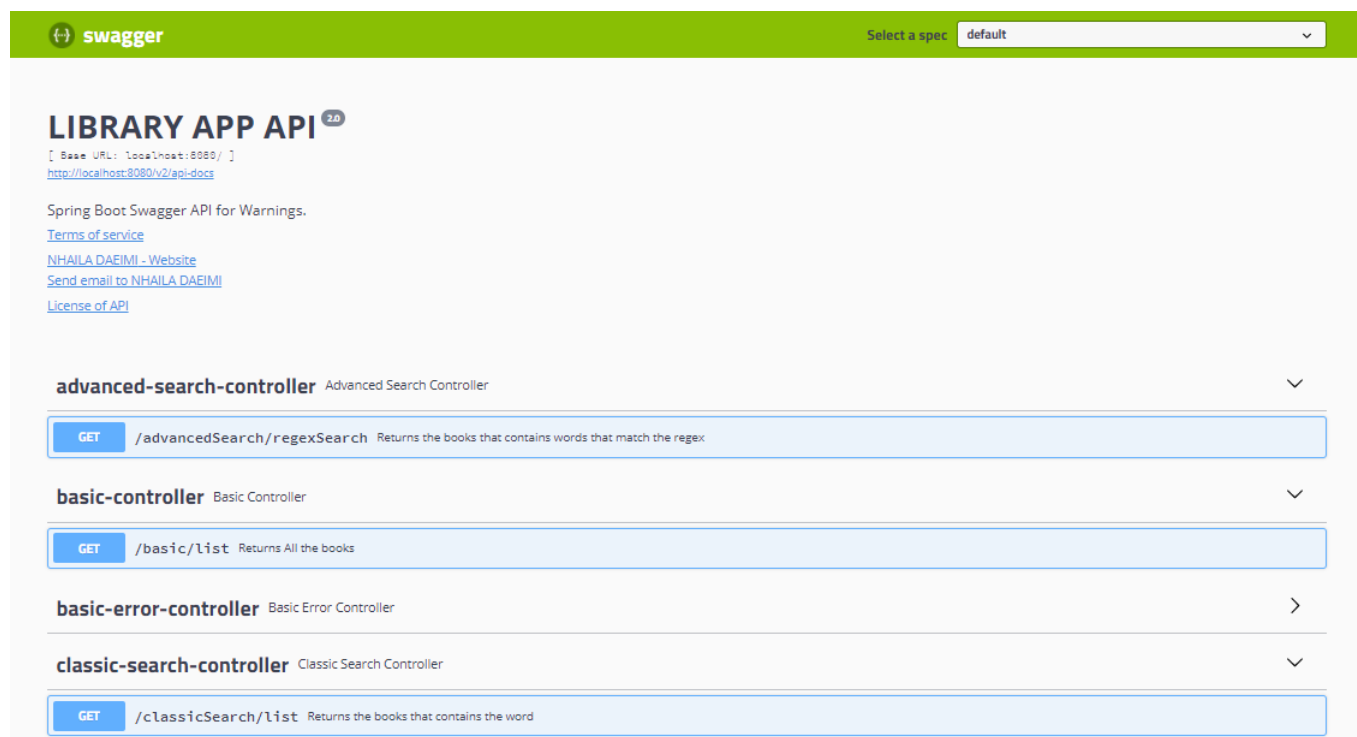 swagger
Select a spec default
LIBRARY APP API 2.0
[ Base URL: localhost:8080/ ]
http://localhost:8080/v2/api-docs
Spring Boot Swagger API for Warnings.
Terms of service
NHAILA DAEIMI - Website
Send email to NHAILA DAEIMI
License of API
advanced-search-controller Advanced Search Controller
GET /advancedSearch/regexSearch Returns the books that contains words that match the regex
basic-controller Basic Controller
GET /basic/list Returns All the books
basic-error-controller Basic Error Controller
classic-search-controller Classic Search Controller
GET /classicSearch/list Returns the books that contains the word